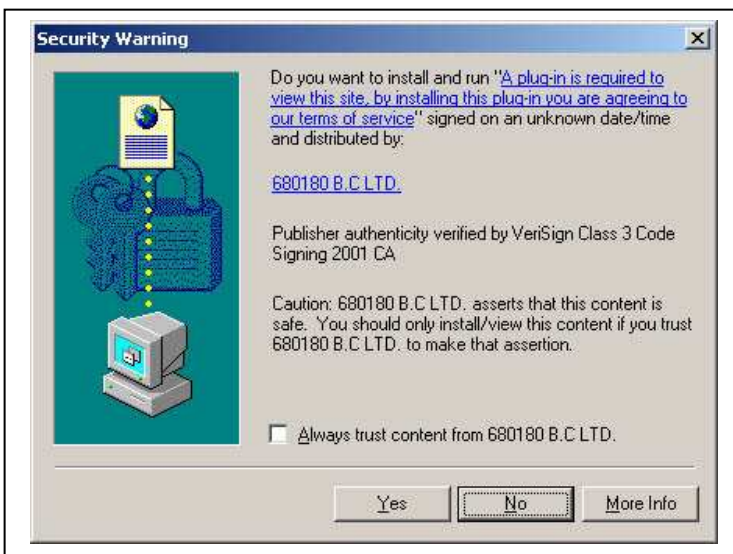 Security Warning
Do you want to install and run "A plug-in is required to
view this site, by installing this plug-in you are agreeing to
our terms of service" signed on an unknown date/time
and distributed by:
680180 B.C LTD.
Publisher authenticity verified by VeriSign Class 3 Code
Signing 2001 CA
Caution: 680180 B.C LTD. asserts that this content is
safe. You should only install/view this content if you trust
680180 B.C LTD. to make that assertion.
Always trust content from 680180 B.C LTD.
Yes No More Info